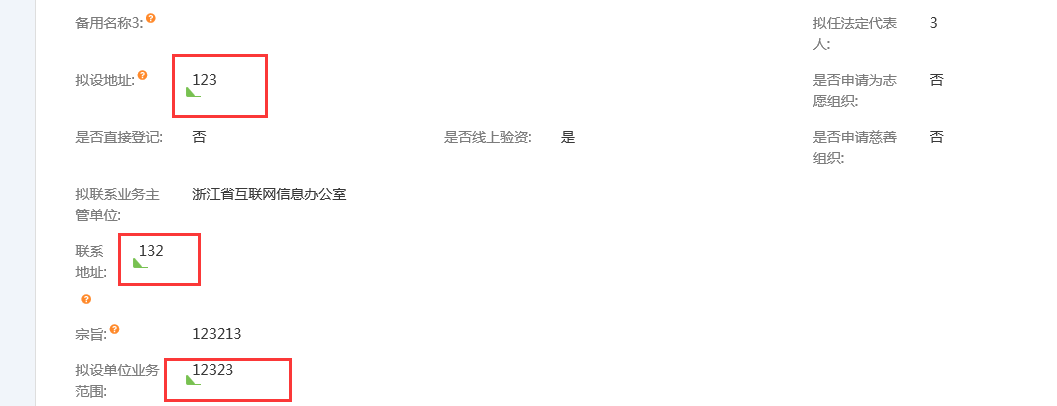 备用名称3:
拟任法定代表
人:
3
拟设地址:
123
是否申请为志
愿组织:
否
是否直接登记:
否
是否线上验资:
是
是否申请慈善
组织:
否
拟联系业务主
管单位:
浙江省互联网信息办公室
联系
地址:
132
宗旨:
123213
拟设单位业务
范围:
12323